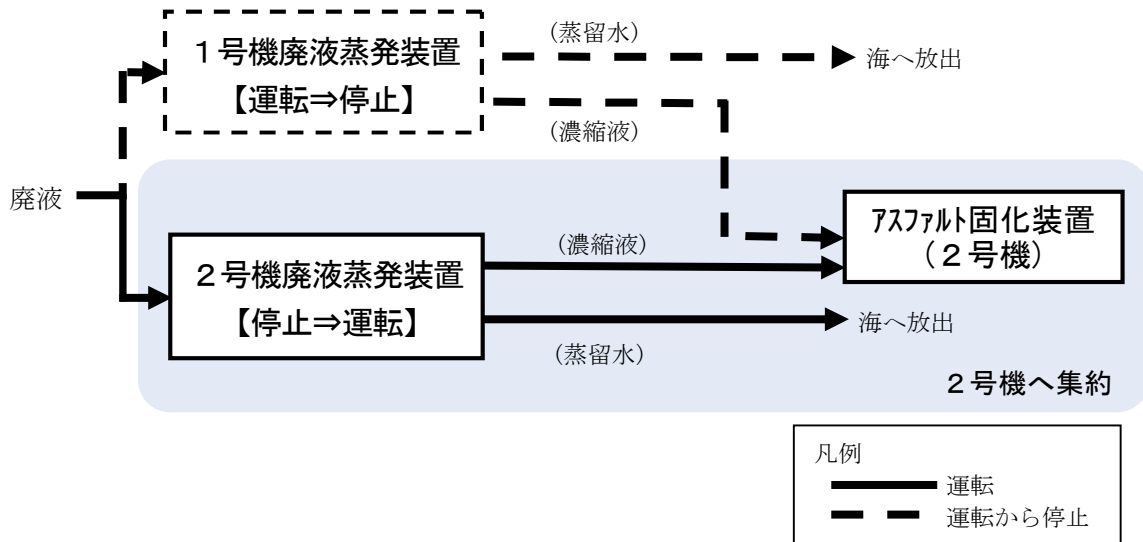 １号機廃液蒸発装置
【運転⇒停止】
(蒸留水)
海へ放出
(濃縮液)
廃液
２号機廃液蒸発装置
【停止⇒運転】
(濃縮液)
ｱｽﾌｧﾙﾄ固化装置
(２号機)
海へ放出
(蒸留水)
２号機へ集約
凡例
運転
運転から停止